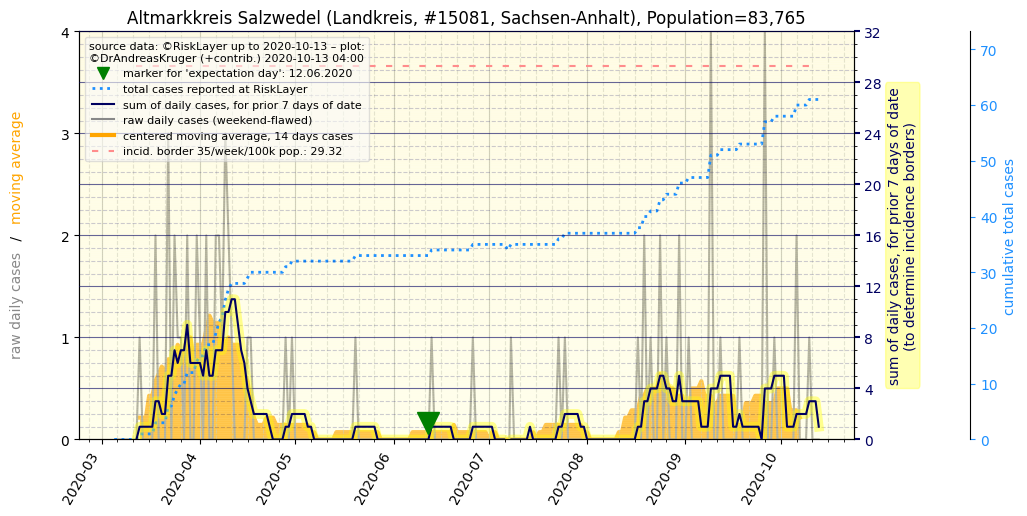 Altmarkkreis Salzwedel (Landkreis, #15081, Sachsen-Anhalt), Population=83,765
source data: ©RiskLayer up to 2020-10-13 – plot:
©DrAndreasKruger (+contrib.) 2020-10-13 04:00
marker for 'expectation day': 12.06.2020
total cases reported at RiskLayer
sum of daily cases, for prior 7 days of date
raw daily cases (weekend-flawed)
centered moving average, 14 days cases
incid. border 35/week/100k pop.: 29.32
raw daily cases / moving average
4
3
2
1
0
2020-03
2020-04
2020-05
2020-06
2020-07
2020-08
2020-09
2020-10
32
28
24
20
16
12
8
4
0
sum of daily cases, for prior 7 days of date
(to determine incidence borders)
70
60
50
40
30
20
10
0
cumulative total cases